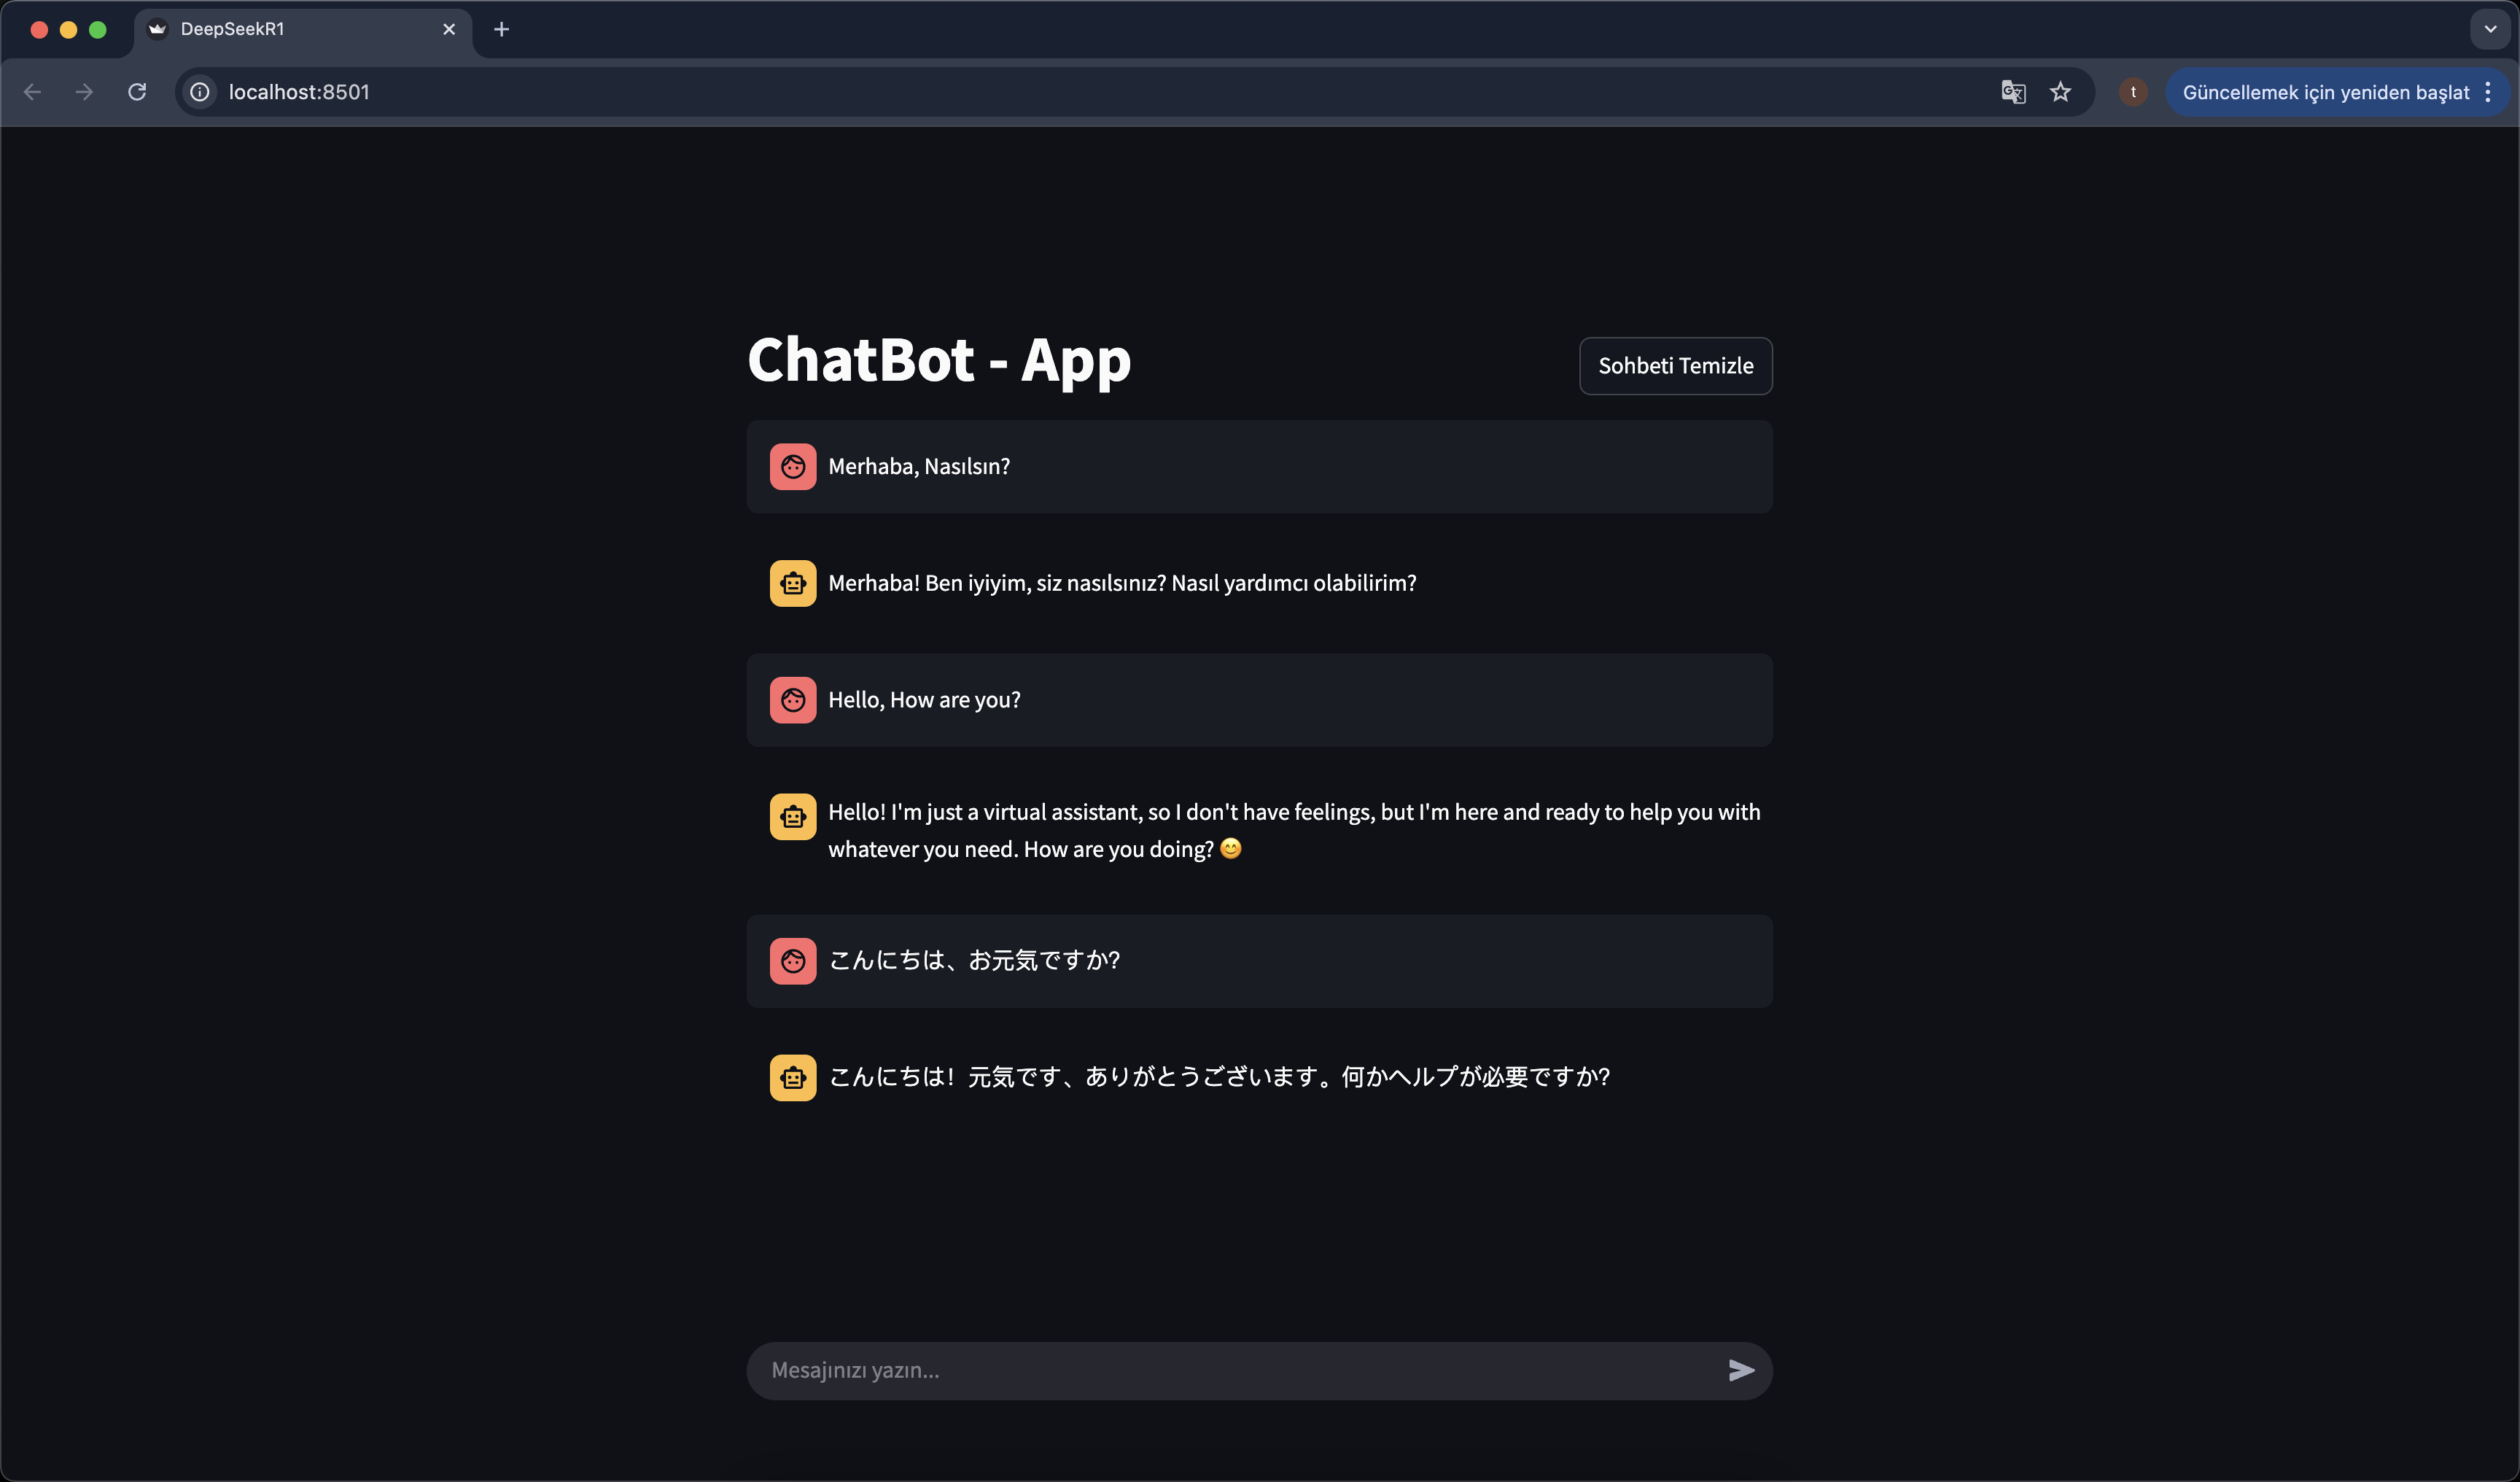 DeepSeekR1
localhost:8501
t
Güncellemek için yeniden başlat
ChatBot - App
Sohbeti Temizle
Merhaba, Nasılsın?
Merhaba! Ben iyiyim, siz nasılsınız? Nasıl yardımcı olabilirim?
Hello, How are you?
Hello! I'm just a virtual assistant, so I don't have feelings, but I'm here and ready to help you with
whatever you need. How are you doing? 😊
こんにちは、お元気ですか?
こんにちは！元気です、ありがとうございます。何かヘルプが必要ですか?
Mesajınızı yazın...